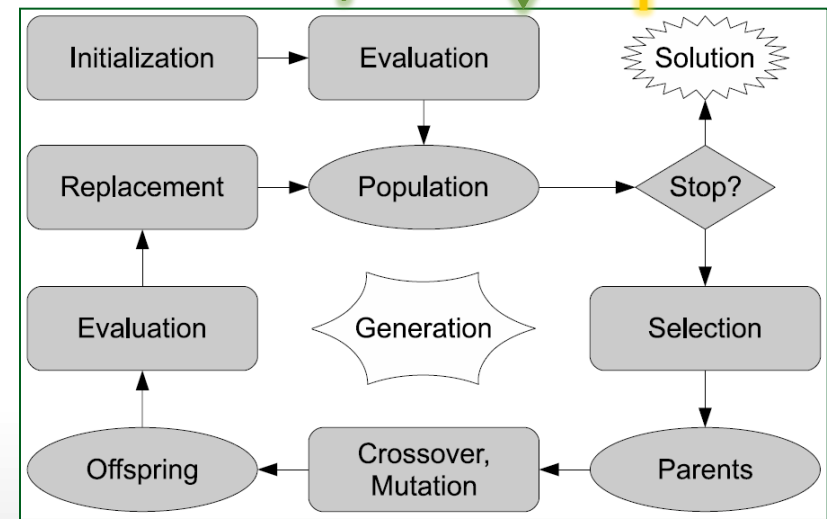 Initialization
Evaluation
Solution
Replacement
Population
Stop?
Evaluation
Generation
Selection
Offspring
Crossover,
Mutation
Parents